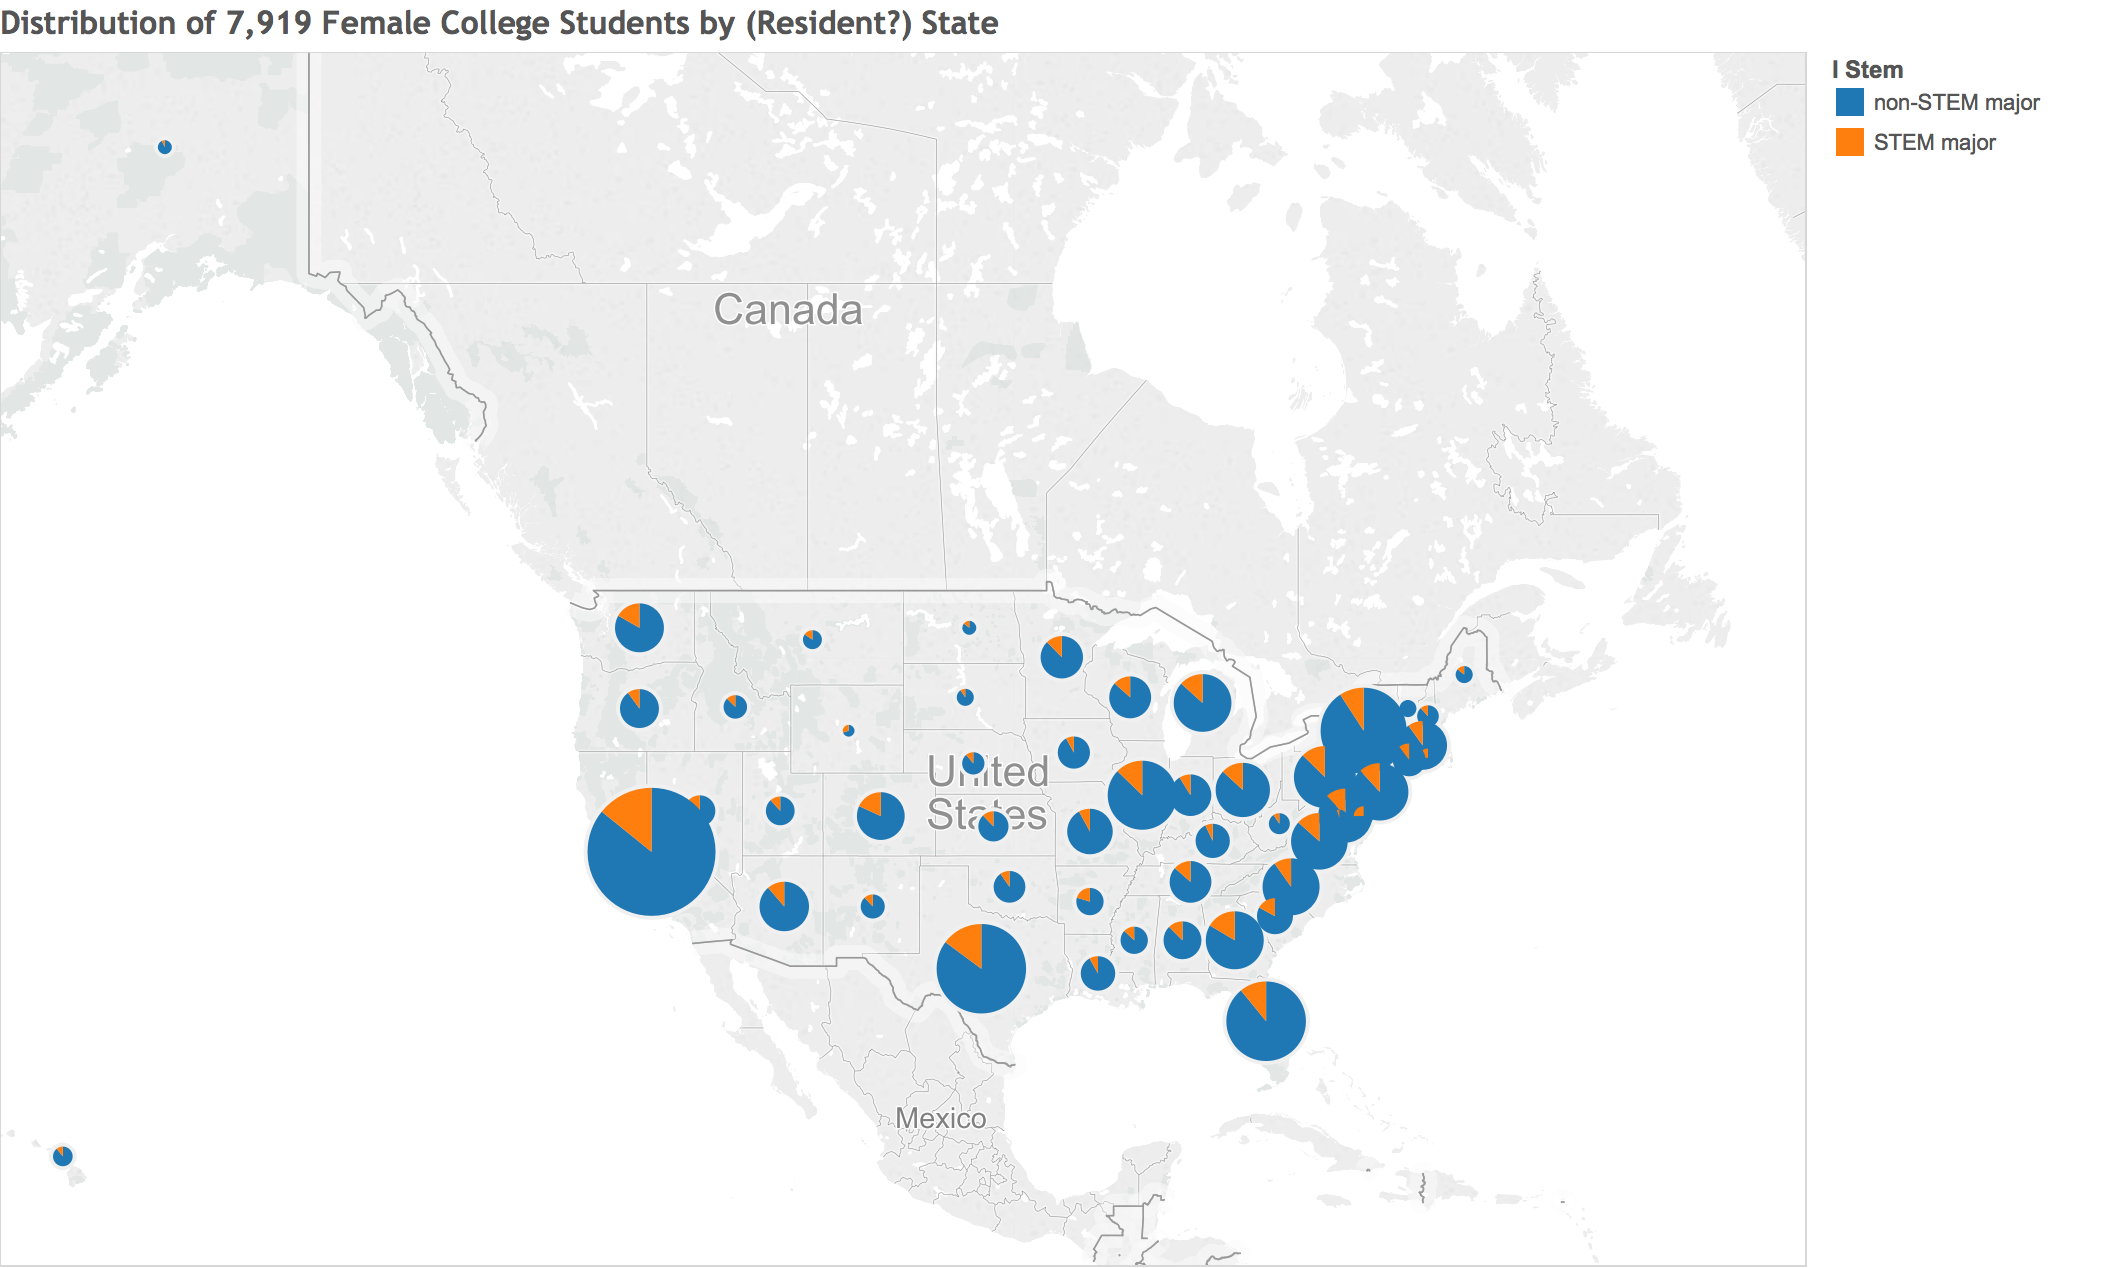 Distribution of 7,919 Female College Students by (Resident?) State
I Stem
non-STEM major
STEM major
Canada
United
States
Mexico